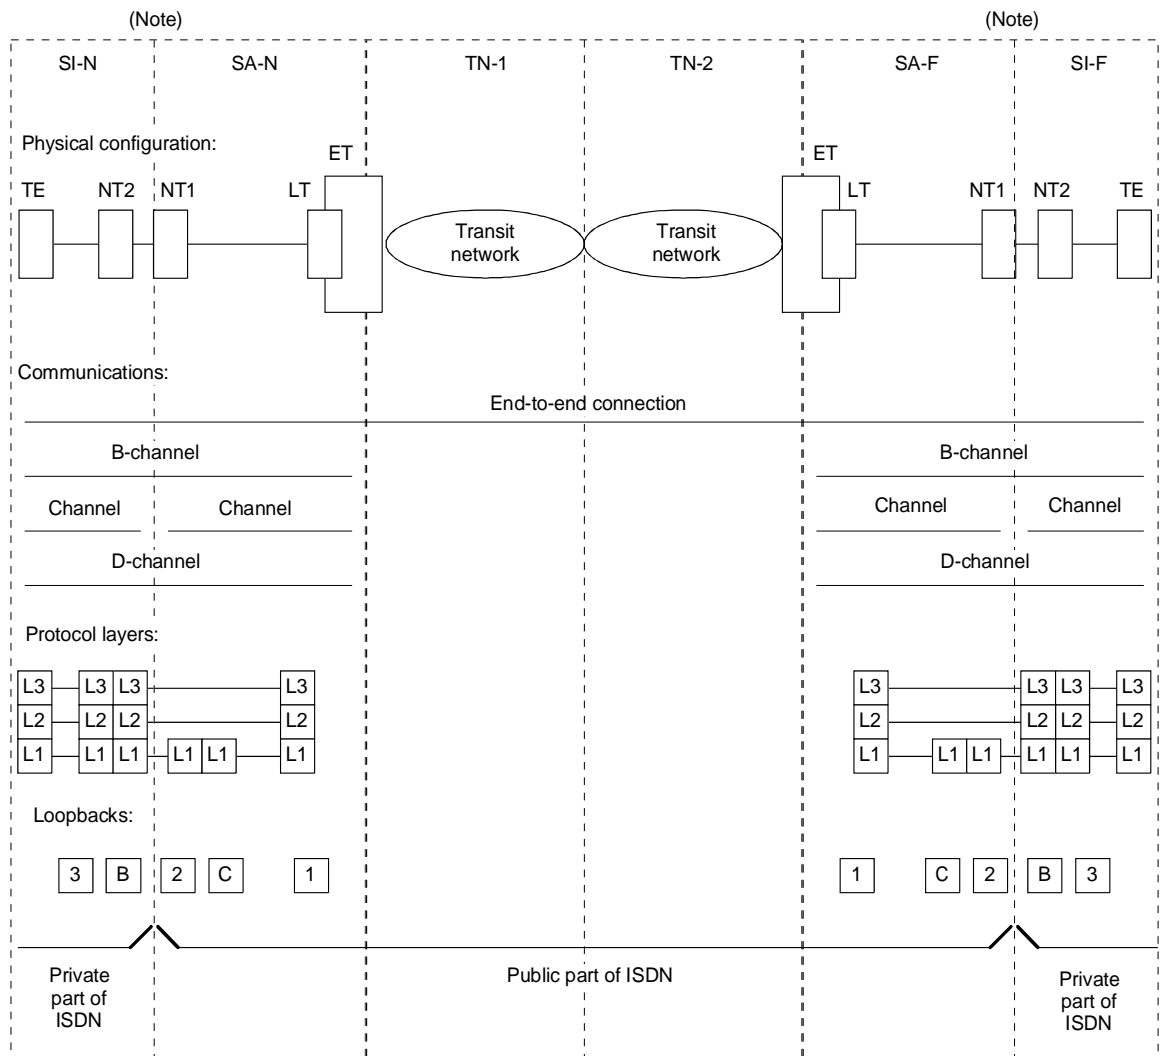 (Note) (Note)
SI-N SA-N TN-1 TN-2 SA-F SI-F
Physical configuration:
ET ET
TE NT2 NT1 LT LT NT1 NT2 TE
Transit network Transit network
Communications:
End-to-end connection
B-channel B-channel
Channel Channel Channel Channel
D-channel D-channel
Protocol layers:
L3 L3 L3 L3 L3 L3 L3 L3
L2 L2 L2 L2 L2 L2 L2 L2
L1 L1 L1 L1 L1 L1 L1 L1 L1 L1 L1 L1
Loopbacks:
3 B 2 C 1 1 C 2 B 3
Private part of ISDN
Public part of ISDN
Private part of ISDN